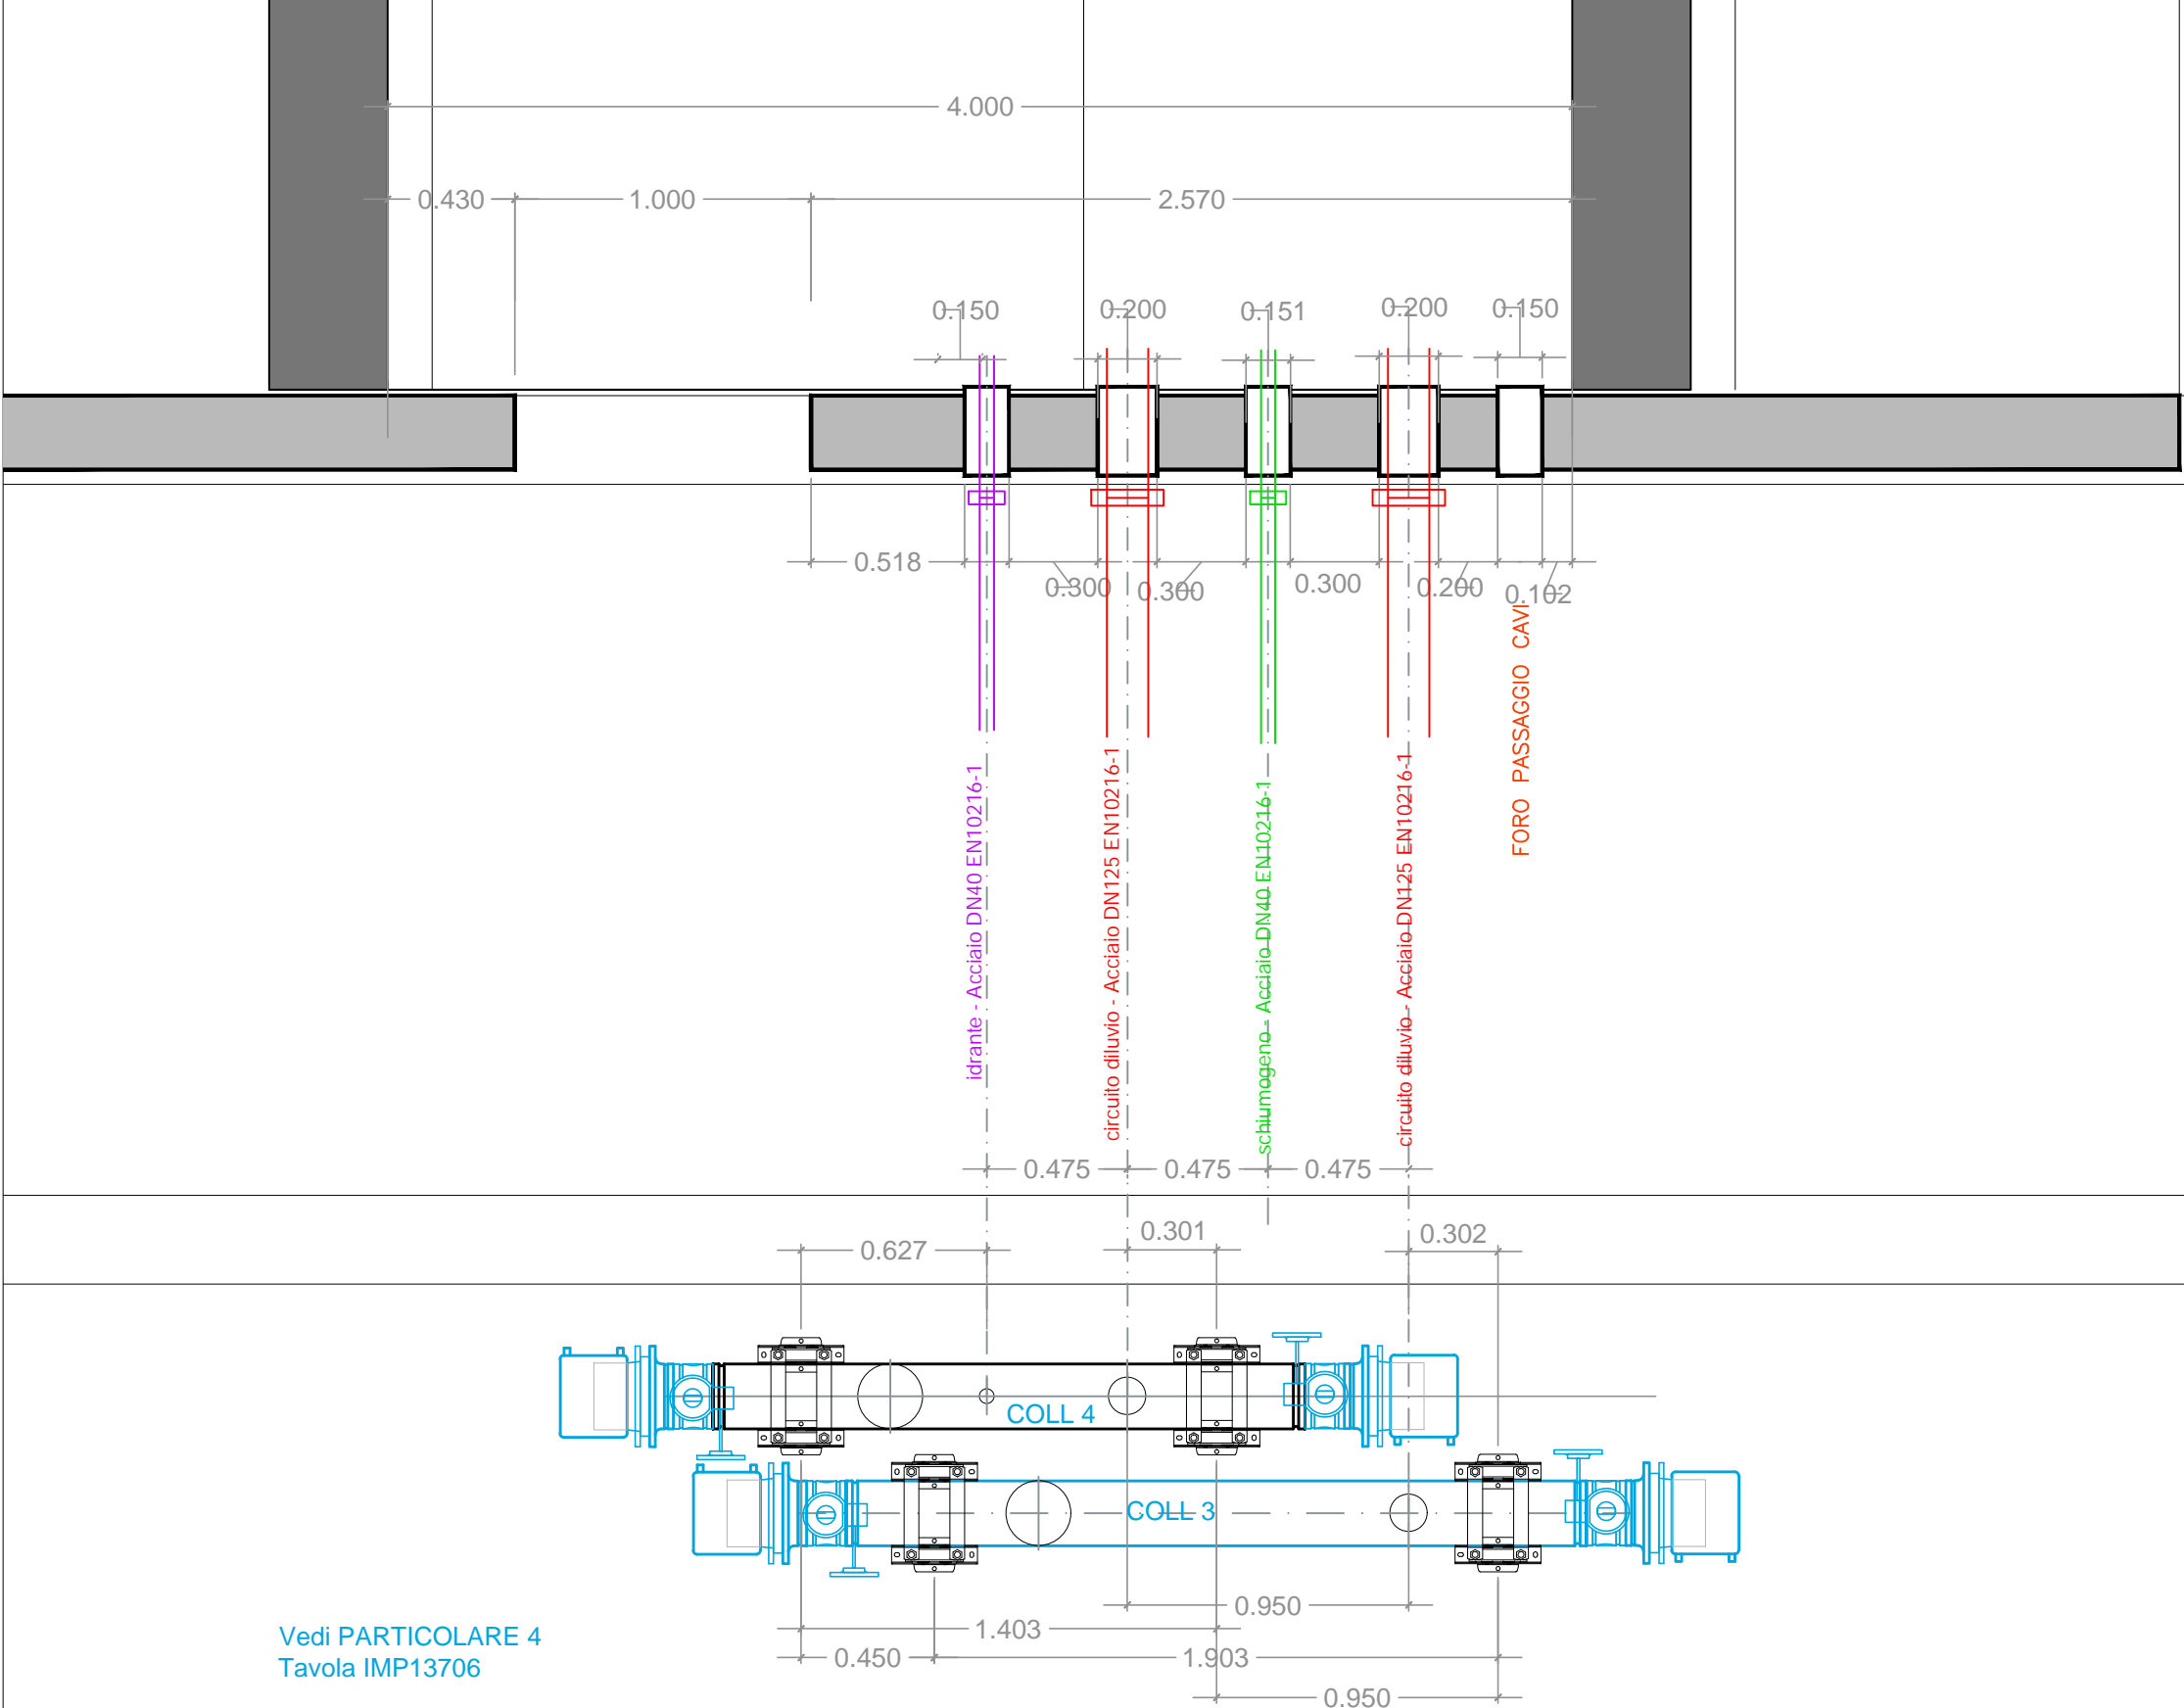 4.000
0.430
1.000
2.570
0.150
0.200
0.151
0.200
0.150
0.518
0.300
0.300
0.300
0.200
0.102
FORO PASSAGGIO CAVI
idrante - Acciaio DN40 EN10216-1
circuito diluvio - Acciaio DN125 EN10216-1
schiumogeno - Acciaio DN40 EN10216-1
circuito diluvio - Acciaio DN125 EN10216-1
0.475
0.475
0.475
0.627
0.301
0.302
COLL 4
COLL 3
0.950
1.403
0.450
1.903
0.950
Vedi PARTICOLARE 4
Tavola IMP13706